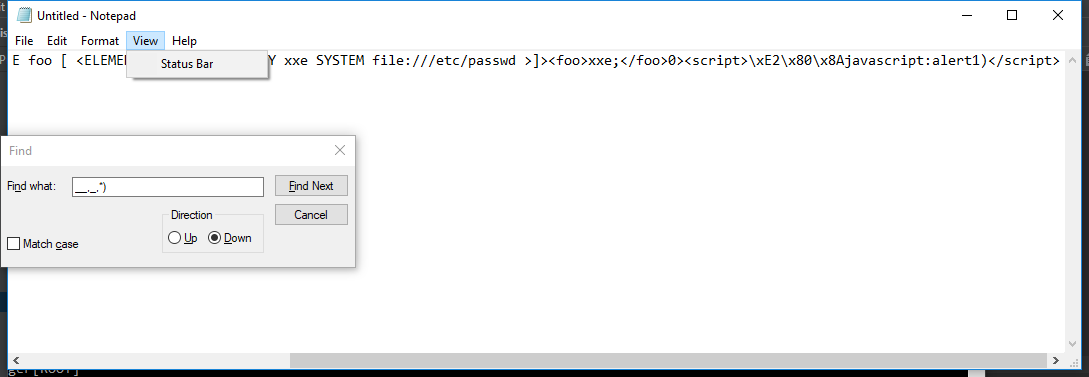 Untitled - Notepad
File Edit Format View Help
E foo [ <ELEMEN Y xxe SYSTEM file:///etc/passwd >]><foo>xxe;</foo>0><script>\xE2\x80\x8Ajavascript:alert1)</script>
Status Bar
Find
Find what: __,_,*)
Find Next
Cancel
Direction
Up Down
Match case